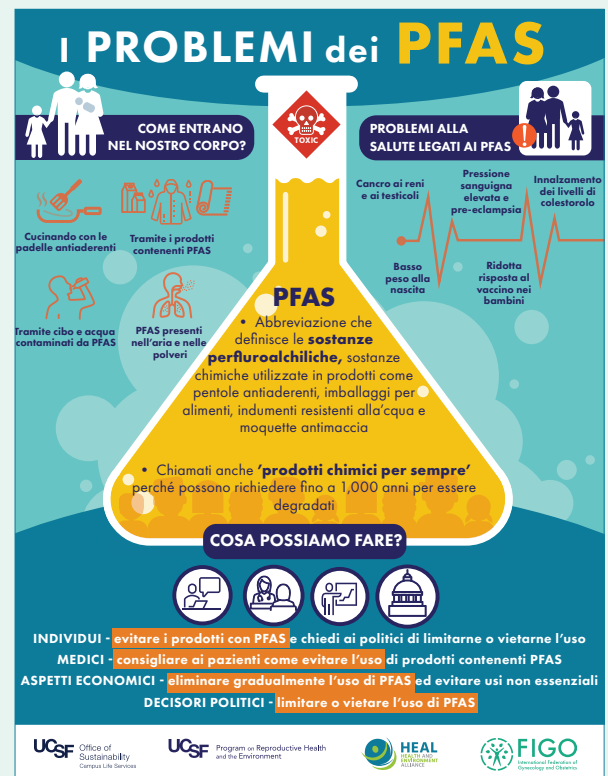 I PROBLEMI dei PFAS
TOXIC
COME ENTRANO
NEL NOSTRO CORPO?
Cucinando con le
padelle antiaderenti
Tramite i prodotti
contenenti PFAS
Tramite cibo e acqua
contaminati da PFAS
PFAS presenti
nell'aria e nelle
polveri
PROBLEMI ALLA
SALUTE LEGATI AI PFAS
!
Cancro ai reni
e ai testicoli
Pressione
sanguigna
elevata e
pre-eclampsia
Innalzamento
dei livelli di
colestorolo
Basso
peso alla
nascita
Ridotta
risposta al
vaccino nei
bambini
PFAS
• Abbreviazione che
definisce le sostanze
perfluroalchiliche, sostanze
chimiche utilizzate in prodotti come
pentole antiaderenti, imballaggi per
alimenti, indumenti resistenti alla'cqua e
moquette antimaccia
• Chiamati anche 'prodotti chimici per sempre'
perché possono richiedere fino a 1,000 anni per essere
degradati
COSA POSSIAMO FARE?
INDIVIDUI - evitare i prodotti con PFAS e chiedi ai politici di limitarne o vietarne l'uso
MEDICI - consigliare ai pazienti come evitare l'uso di prodotti contenenti PFAS
ASPETTI ECONOMICI - eliminare gradualmente l'uso di PFAS ed evitare usi non essenziali
DECISORI POLITICI - limitare o vietare l'uso di PFAS
UCSF Office of
Sustainability
Campus Life Services
UCSF Program on Reproductive Health
and the Environment
HEAL
HEALTH AND
ENVIRONMENT
ALLIANCE
FIGO
International Federation of
Gynecology and Obstetrics